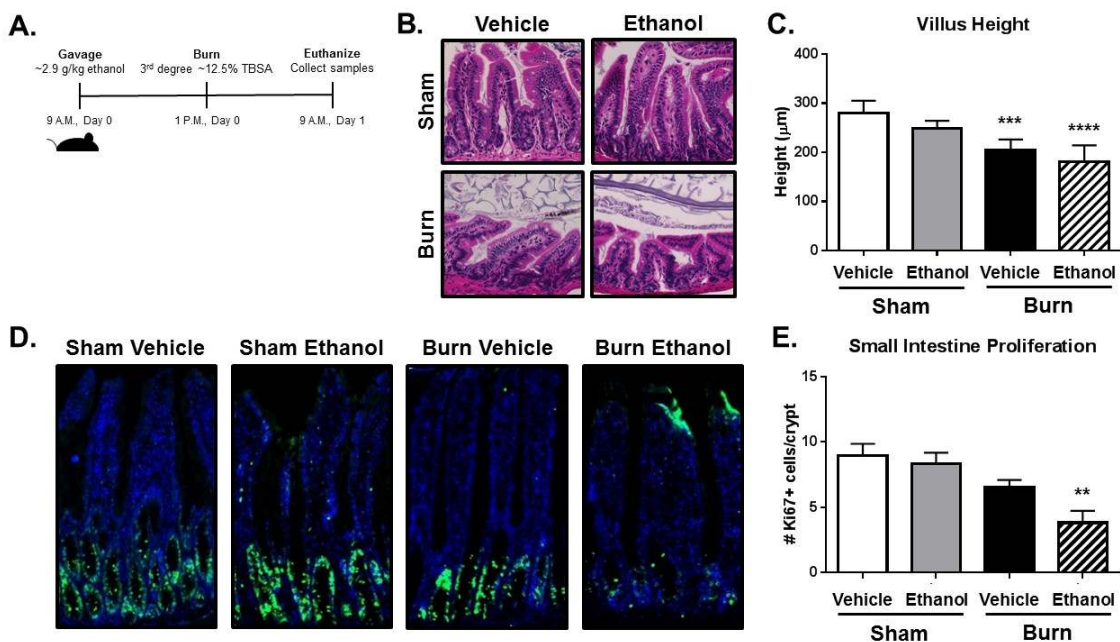 A.
Gavage
~2.9 g/kg ethanol
Burn
3rd degree ~12.5% TBSA
Euthanize
Collect samples
9 A.M., Day 0
1 P.M., Day 0
9 A.M., Day 1
B.
Vehicle
Ethanol
Sham
Burn
C.
Villus Height
Height (μm)
400
300
200
100
0
***
****
Vehicle Ethanol Vehicle Ethanol
Sham Burn
D.
Sham Vehicle
Sham Ethanol
Burn Vehicle
Burn Ethanol
E.
Small Intestine Proliferation
# Ki67+ cells/crypt
15
10
5
0
**
Vehicle Ethanol Vehicle Ethanol
Sham Burn